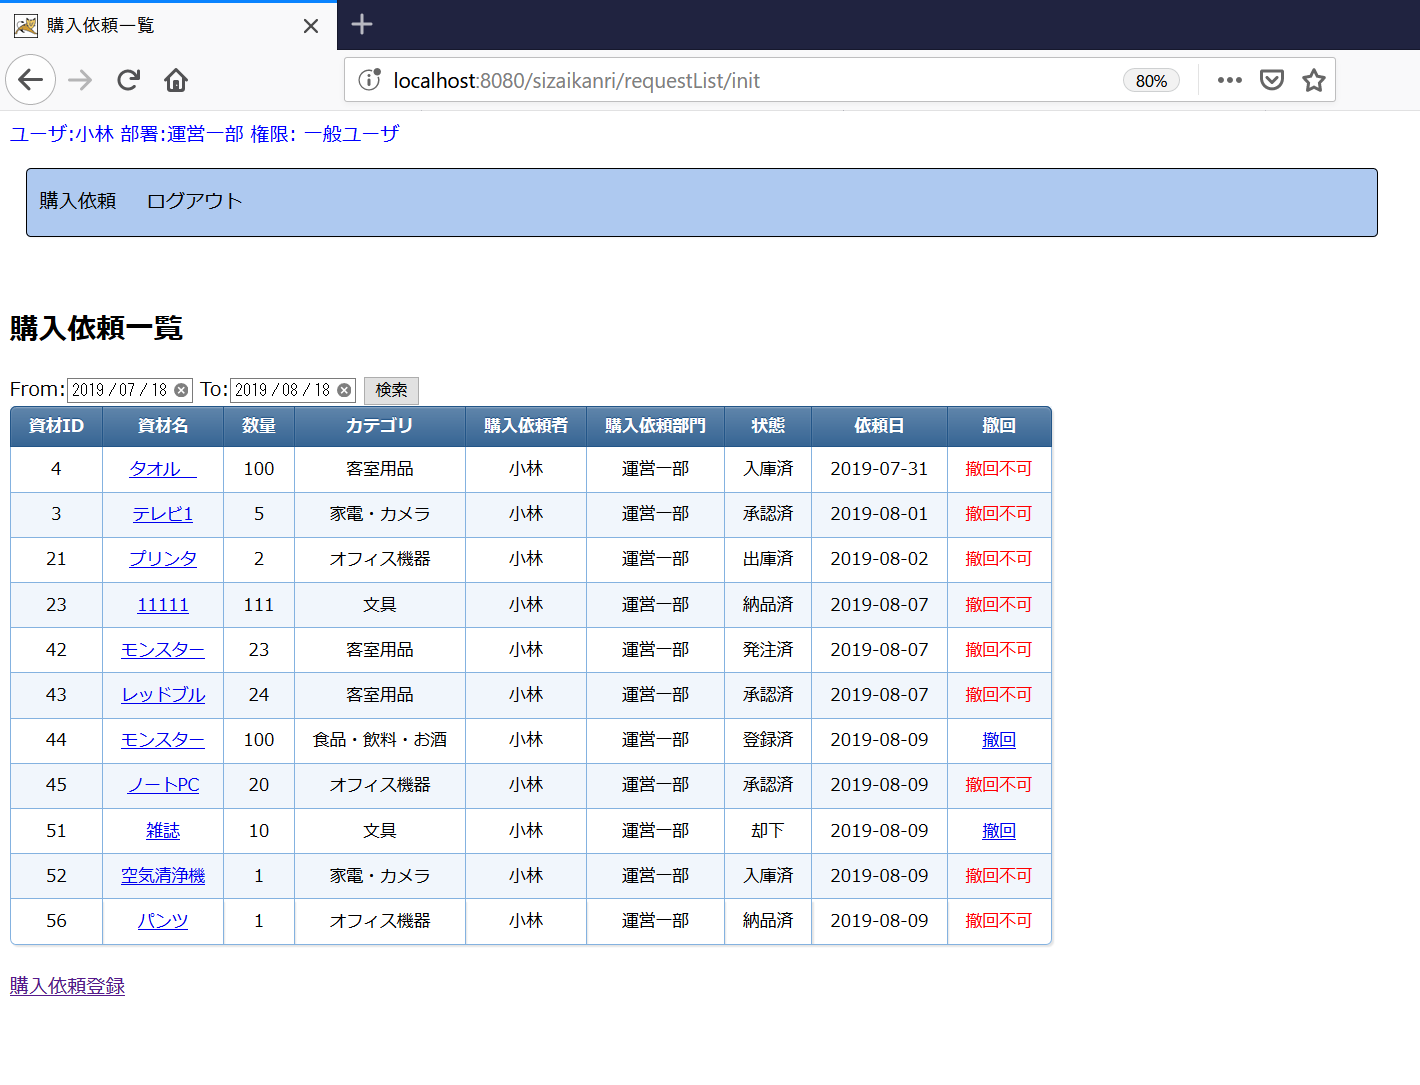 購入依頼一覧
localhost:8080/sizaikanri/requestList/init 80%
ユーザ:小林 部署:運営一部 権限: 一般ユーザ
購入依頼 ログアウト
購入依頼一覧
From: 2019/07/18 To: 2019/08/18 検索
資材ID 資材名 数量 カテゴリ 購入依頼者 購入依頼部門 状態 依頼日 撤回
4 タオル 100 客室用品 小林 運営一部 入庫済 2019-07-31 撤回不可
3 テレビ1 5 家電・カメラ 小林 運営一部 承認済 2019-08-01 撤回不可
21 プリンタ 2 オフィス機器 小林 運営一部 出庫済 2019-08-02 撤回不可
23 11111 111 文具 小林 運営一部 納品済 2019-08-07 撤回不可
42 モンスター 23 客室用品 小林 運営一部 発注済 2019-08-07 撤回不可
43 レッドブル 24 客室用品 小林 運営一部 承認済 2019-08-07 撤回不可
44 モンスター 100 食品・飲料・お酒 小林 運営一部 登録済 2019-08-09 撤回
45 ノートPC 20 オフィス機器 小林 運営一部 承認済 2019-08-09 撤回不可
51 雑誌 10 文具 小林 運営一部 却下 2019-08-09 撤回
52 空気清浄機 1 家電・カメラ 小林 運営一部 入庫済 2019-08-09 撤回不可
56 パンツ 1 オフィス機器 小林 運営一部 納品済 2019-08-09 撤回不可
購入依頼登録